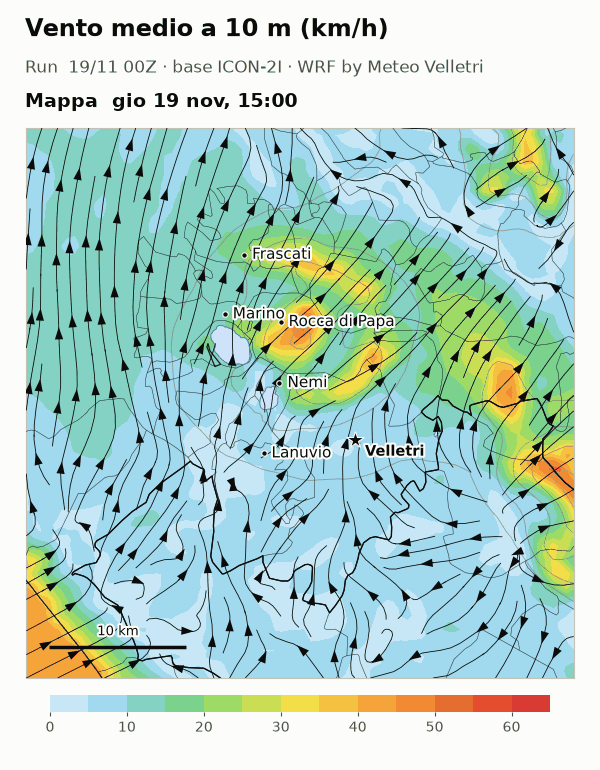 Vento medio a 10 m (km/h)
Run  19/11 00Z · base ICON-2I · WRF by Meteo Velletri
Mappa  gio 19 nov, 15:00
Frascati
Marino
Rocca di Papa
Nemi
Velletri
Lanuvio
10 km
0 10 20 30 40 50 60